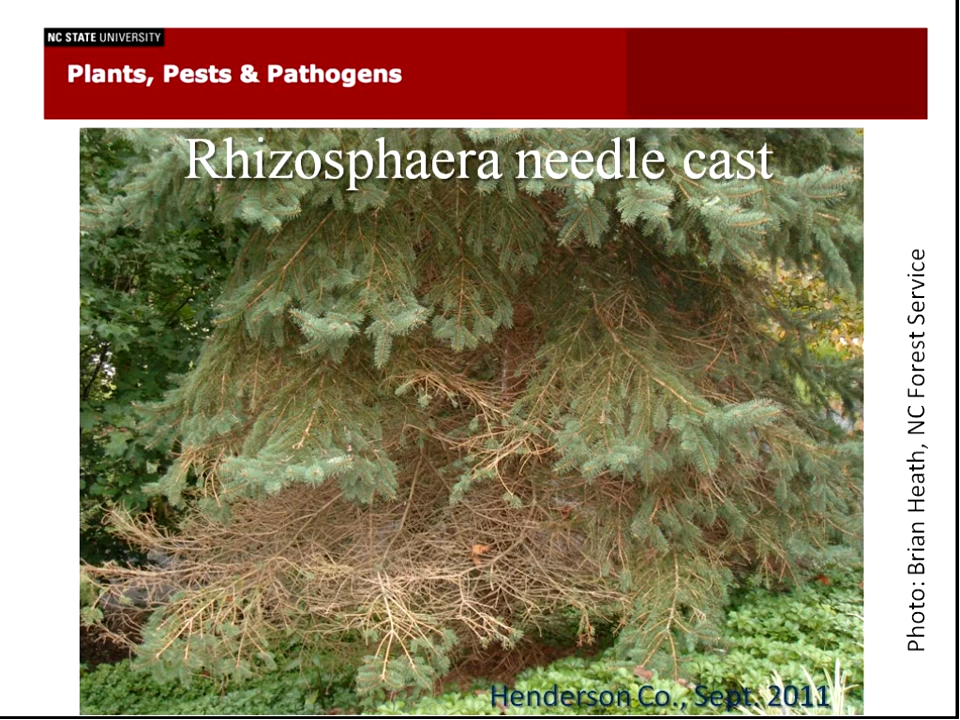 NC STATE UNIVERSITY
Plants, Pests & Pathogens
Rhizosphaera needle cast
Photo: Brian Heath, NC Forest Service
Henderson Co., Sept. 2011